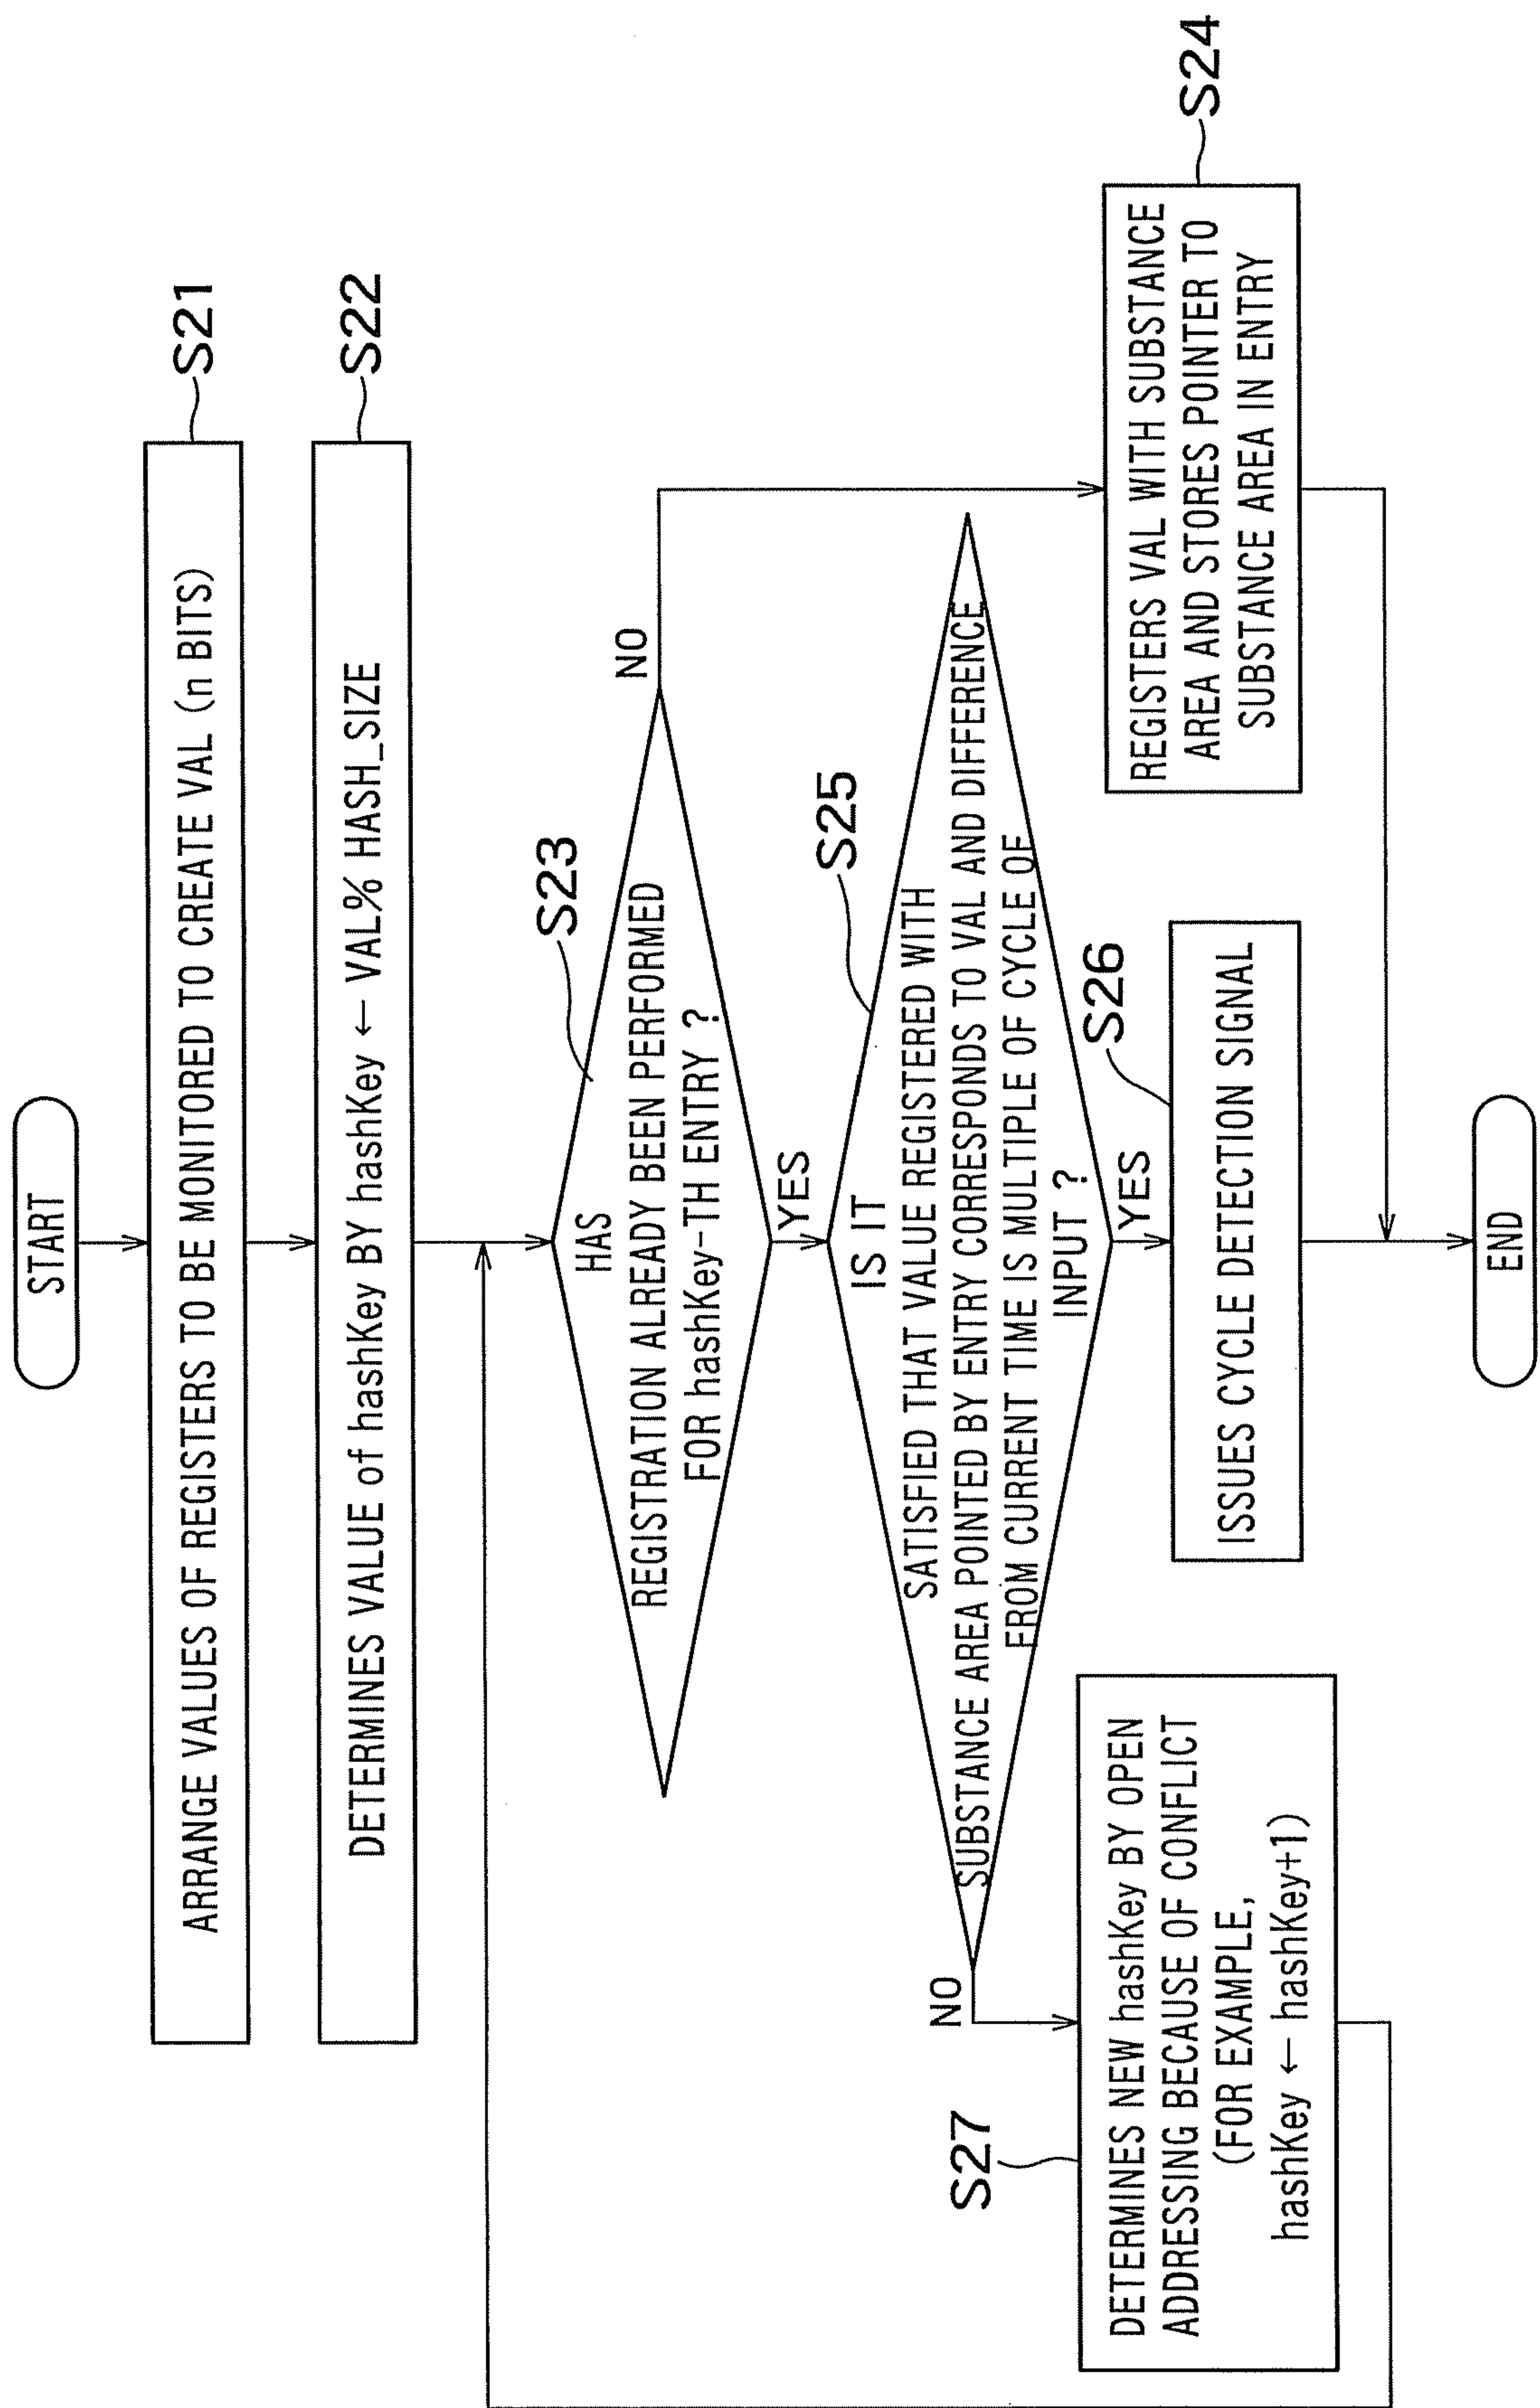 START
ARRANGE VALUES OF REGISTERS TO BE MONITORED TO CREATE VAL (n BITS)
S21
DETERMINES VALUE of hashKey BY hashKey ← VAL% HASH_SIZE
S22
S23
HAS
REGISTRATION ALREADY BEEN PERFORMED
FOR hashKey-TH ENTRY ?
NO
YES
S25
IS IT
SATISFIED THAT VALUE REGISTERED WITH
SUBSTANCE AREA POINTED BY ENTRY CORRESPONDS TO VAL AND DIFFERENCE
FROM CURRENT TIME IS MULTIPLE OF CYCLE OF
INPUT ?
NO
YES
S27
DETERMINES NEW hashKey BY OPEN
ADDRESSING BECAUSE OF CONFLICT
(FOR EXAMPLE,
hashKey ← hashKey+1)
S26
ISSUES CYCLE DETECTION SIGNAL
S24
REGISTERS VAL WITH SUBSTANCE
AREA AND STORES POINTER TO
SUBSTANCE AREA IN ENTRY
END